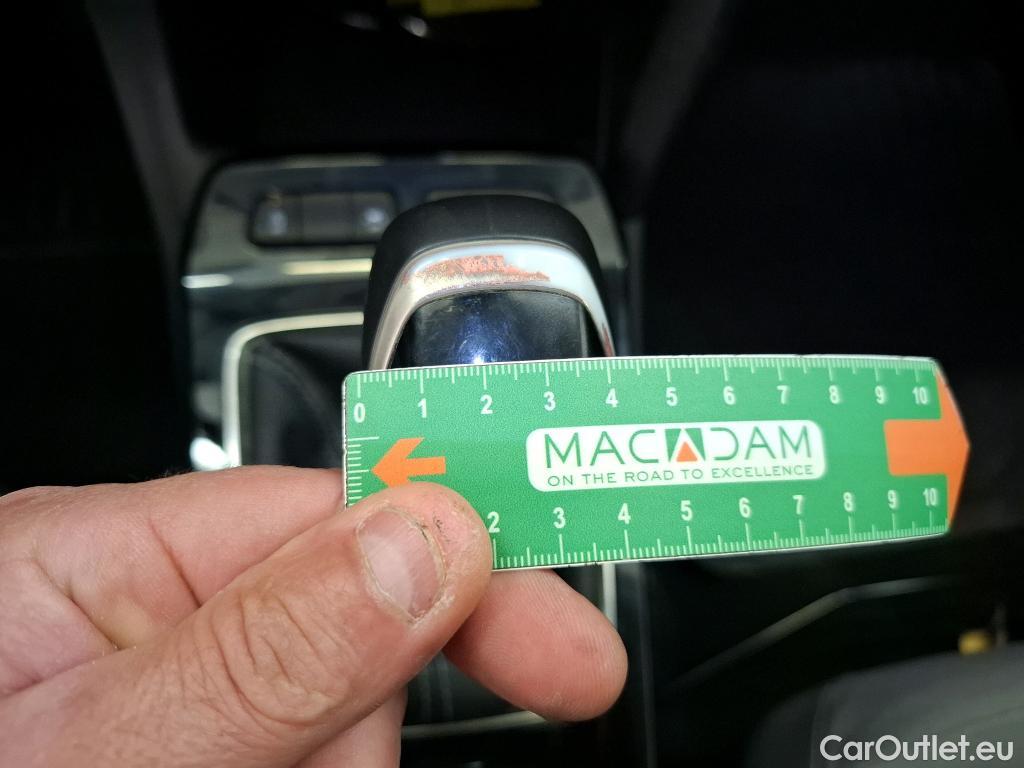 0 1 2 3 4 5 6 7 8 9 10
MACADAM
ON THE ROAD TO EXCELLENCE
2 3 4 5 6 7 8 9 10
CarOutlet.eu